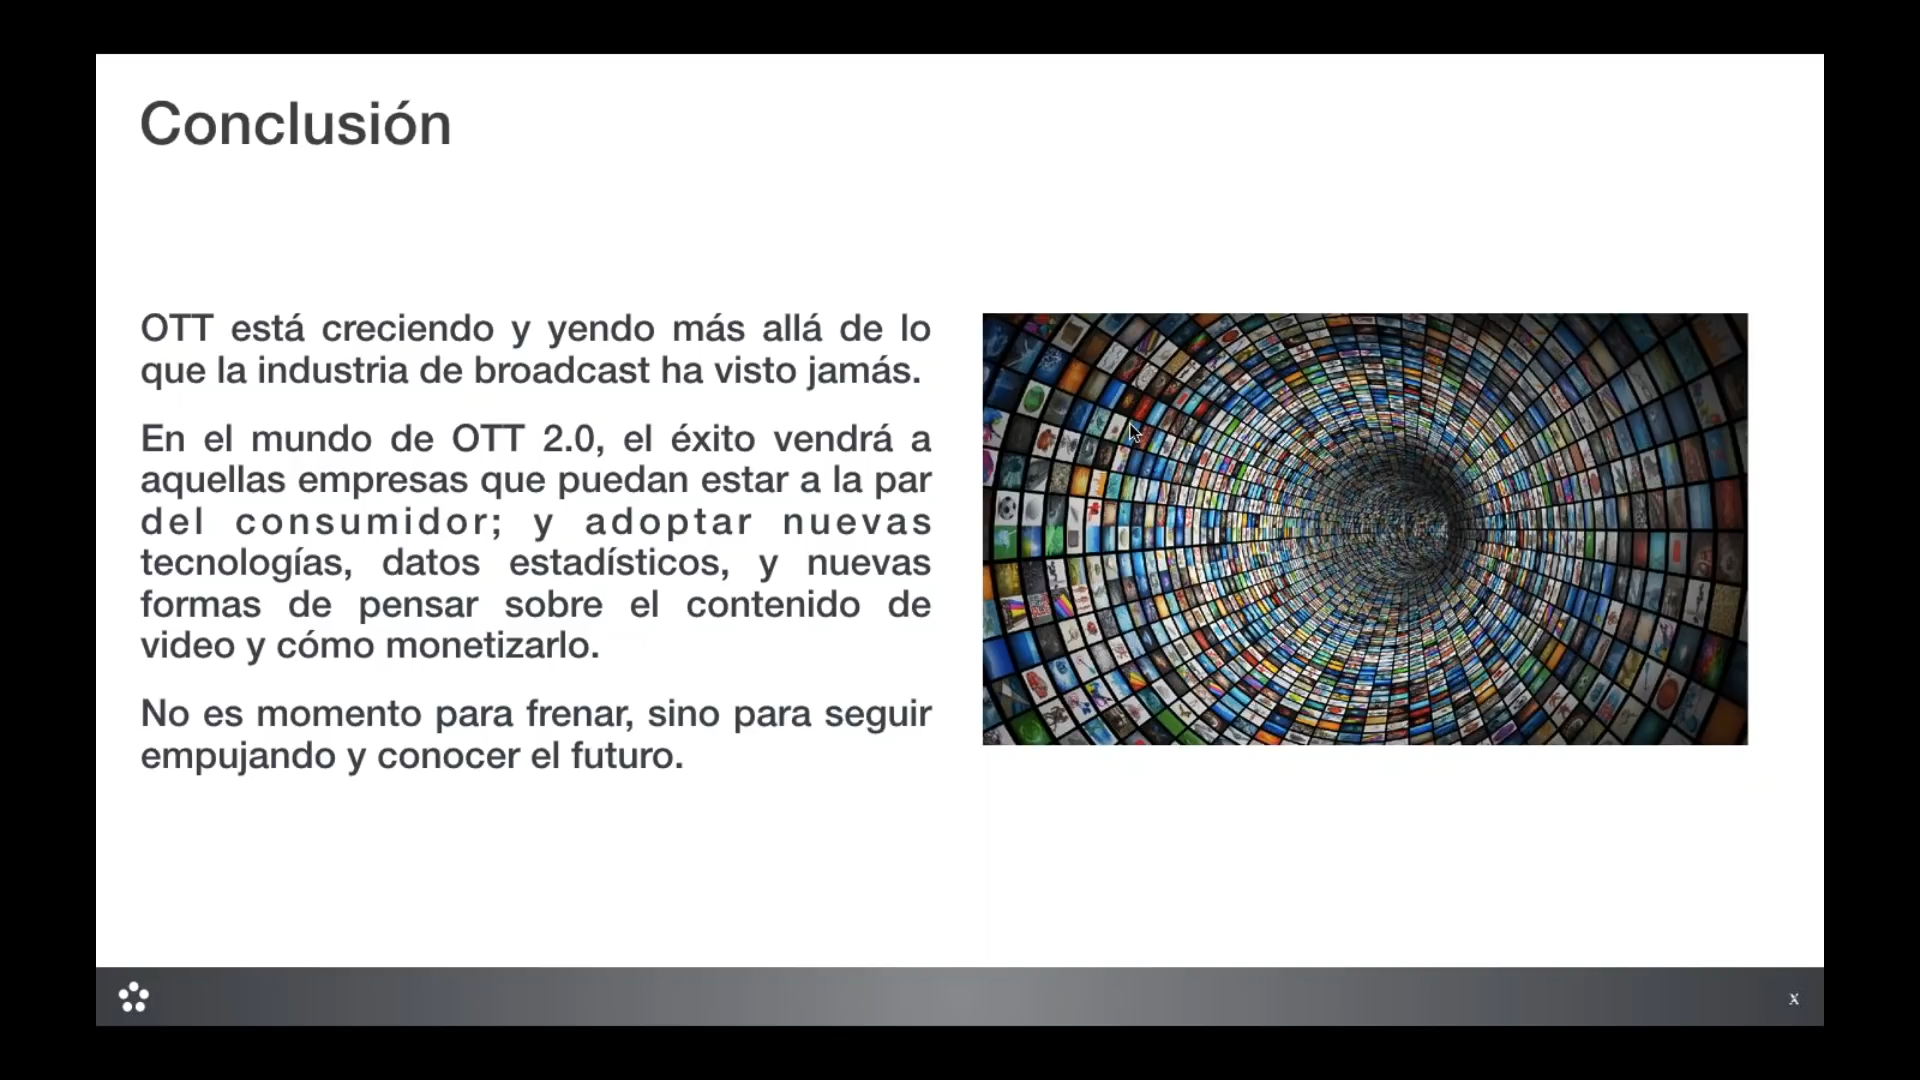 Conclusión
OTT está creciendo y yendo más allá de lo
que la industria de broadcast ha visto jamás.
En el mundo de OTT 2.0, el éxito vendrá a
aquellas empresas que puedan estar a la par
del consumidor; y adoptar nuevas
tecnologías, datos estadísticos, y nuevas
formas de pensar sobre el contenido de
video y cómo monetizarlo.
No es momento para frenar, sino para seguir
empujando y conocer el futuro.
x